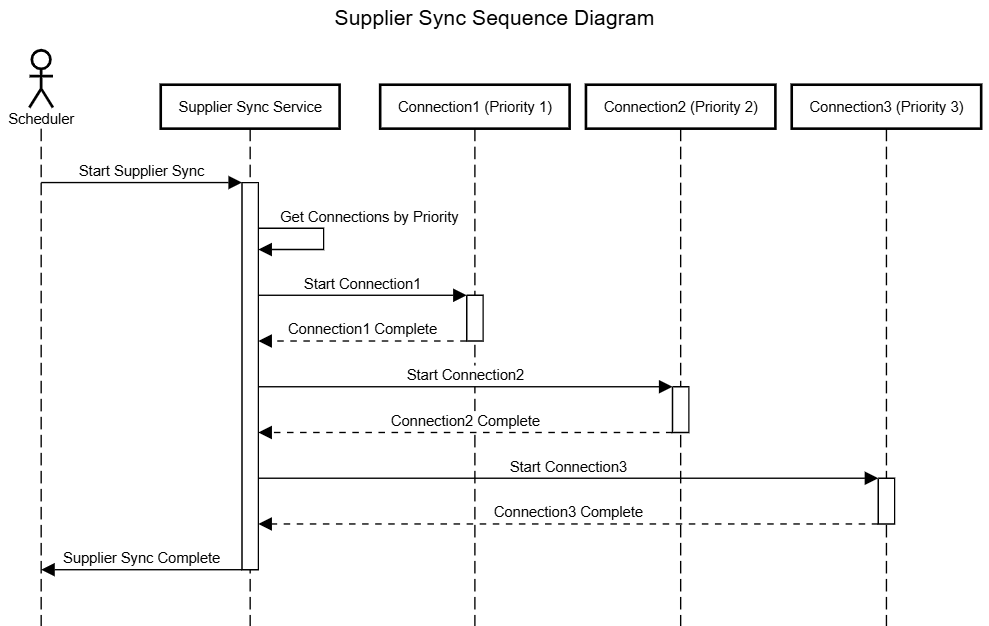 Supplier Sync Sequence Diagram
Scheduler
Supplier Sync Service
Connection1 (Priority 1)
Connection2 (Priority 2)
Connection3 (Priority 3)
Start Supplier Sync
Get Connections by Priority
Start Connection1
Connection1 Complete
Start Connection2
Connection2 Complete
Start Connection3
Connection3 Complete
Supplier Sync Complete